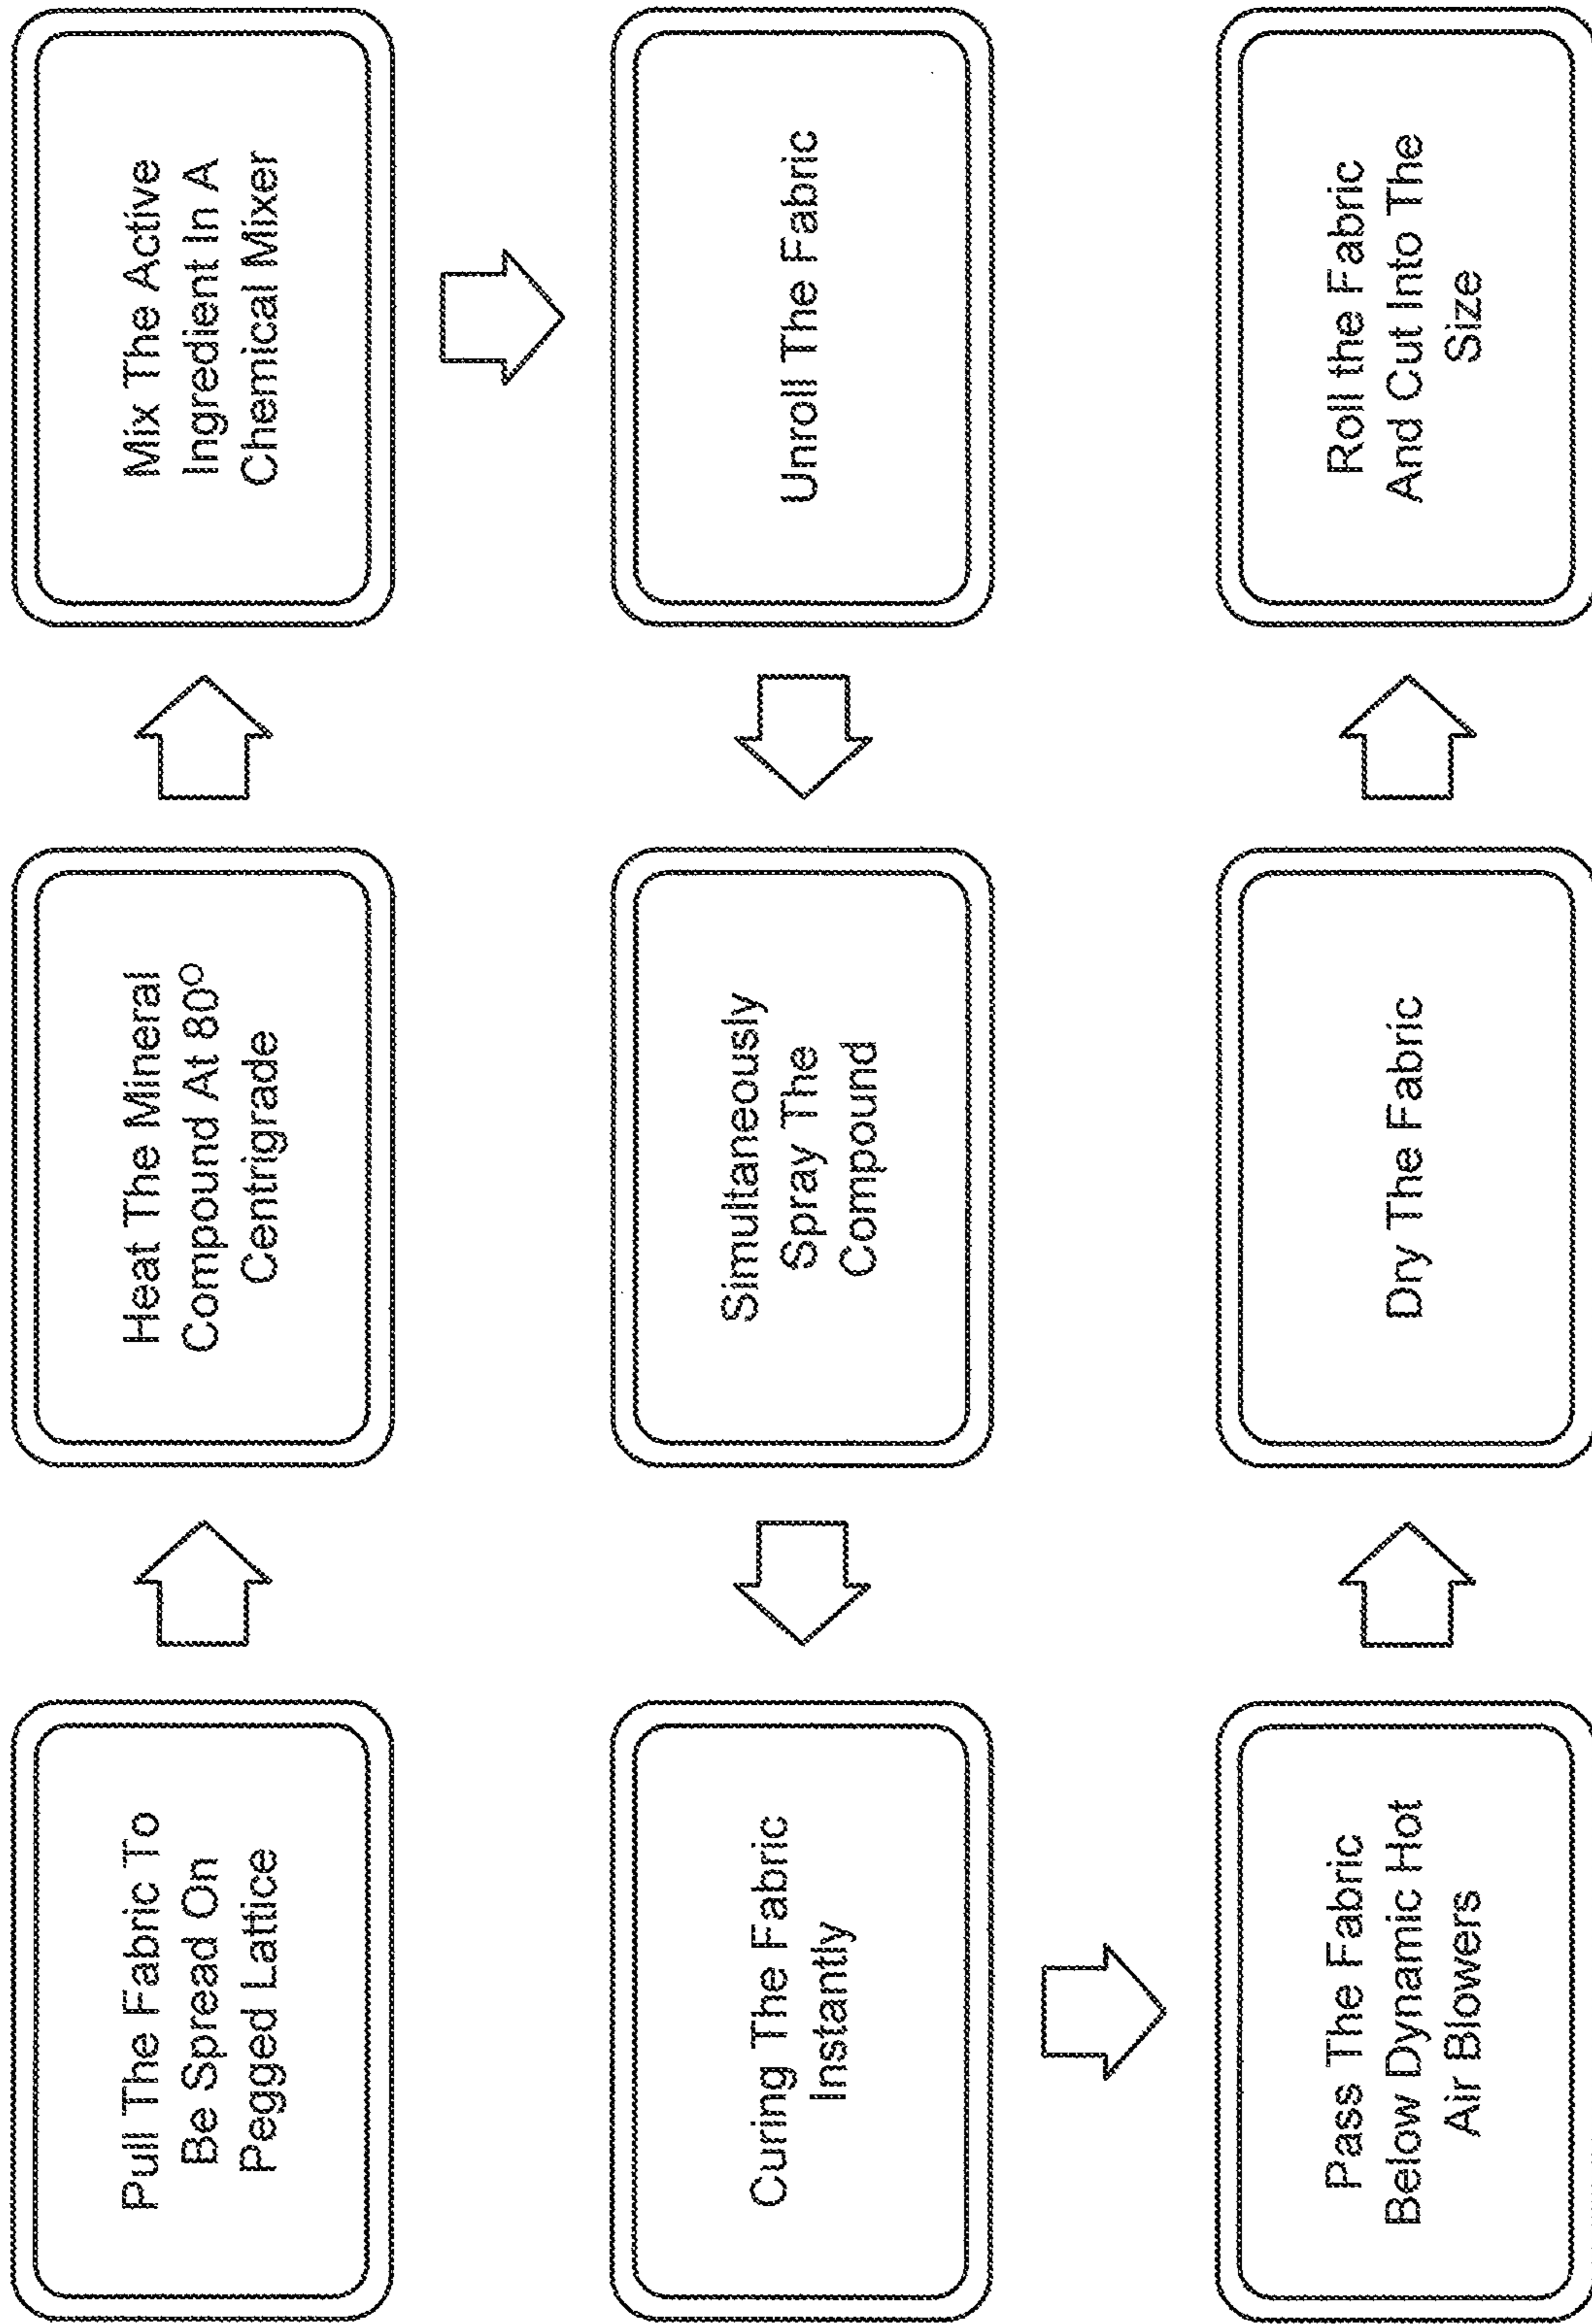 Pull The Fabric To
Be Spread On
Pegged Lattice
Heat The Mineral
Compound At 80°
Centrigrade
Mix The Active
Ingredient In A
Chemical Mixer
Unroll The Fabric
Simultaneously
Spray The
Compound
Curing The Fabric
Instantly
Pass The Fabric
Below Dynamic Hot
Air Blowers
Dry The Fabric
Roll the Fabric
And Cut Into The
Size